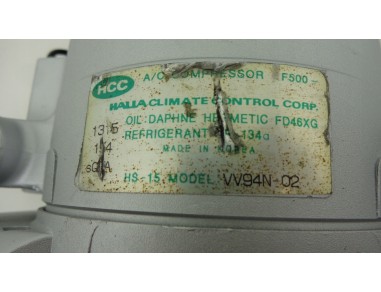 HCC A/C COMPRESSOR F500-
HALLA CLIMATE CONTROL CORP.
OIL: DAPHNE HERMETIC FD46XG
REFRIGERANT 134a
MADE IN KOREA
HS-15 MODEL VV94N-02